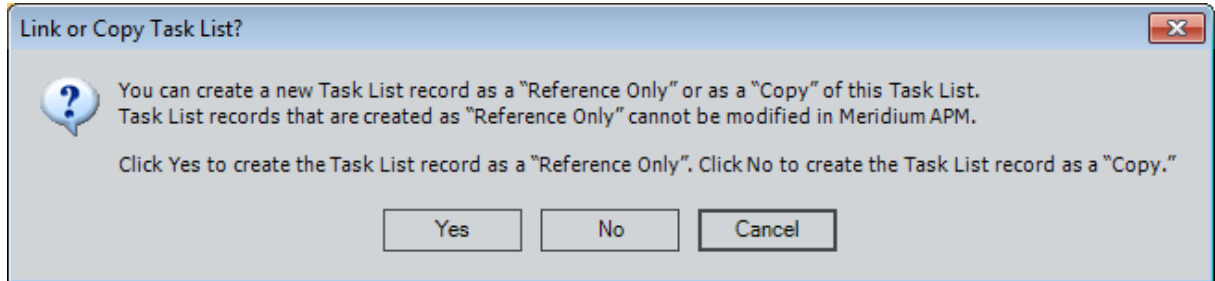 Link or Copy Task List?
You can create a new Task List record as a “Reference Only” or as a “Copy” of this Task List.
Task List records that are created as “Reference Only” cannot be modified in Meridium APM.
Click Yes to create the Task List record as a “Reference Only”. Click No to create the Task List record as a “Copy.”
Yes No Cancel